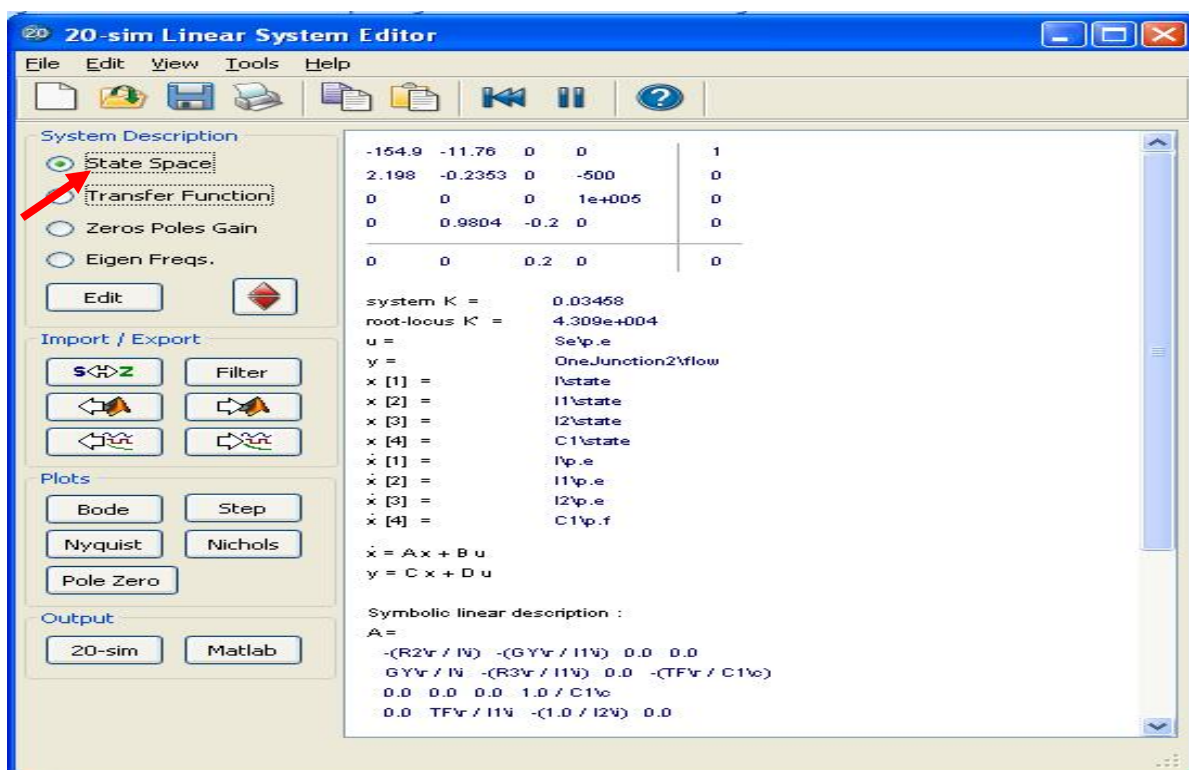 20-sim Linear System Editor
File Edit View Tools Help
System Description
State Space
Transfer Function
Zeros Poles Gain
Eigen Freqs.
Edit
Import / Export
S Z Filter
Plots
Bode Step
Nyquist Nichols
Pole Zero
Output
20-sim Matlab
-154.9 -11.76 0 0 1
2.198 -0.2353 0 -500 0
0 0 0 1e+005 0
0 0.9804 -0.2 0 0
0 0 0.2 0 0
system K = 0.03458
root-locus K' = 4.309e+004
u = Se\p.e
y = OneJunction2\flow
x [1] = I\state
x [2] = I1\state
x [3] = I2\state
x [4] = C1\state
ẋ [1] = I\p.e
ẋ [2] = I1\p.e
ẋ [3] = I2\p.e
ẋ [4] = C1\p.f
ẋ = A x + B u
y = C x + D u
Symbolic linear description :
A =
-(R2\r / I\i) -(GY\r / I1\i) 0.0 0.0
GY\r / I\i -(R3\r / I1\i) 0.0 -(TF\r / C1\c)
0.0 0.0 0.0 1.0 / C1\c
0.0 TF\r / I1\i -(1.0 / I2\i) 0.0